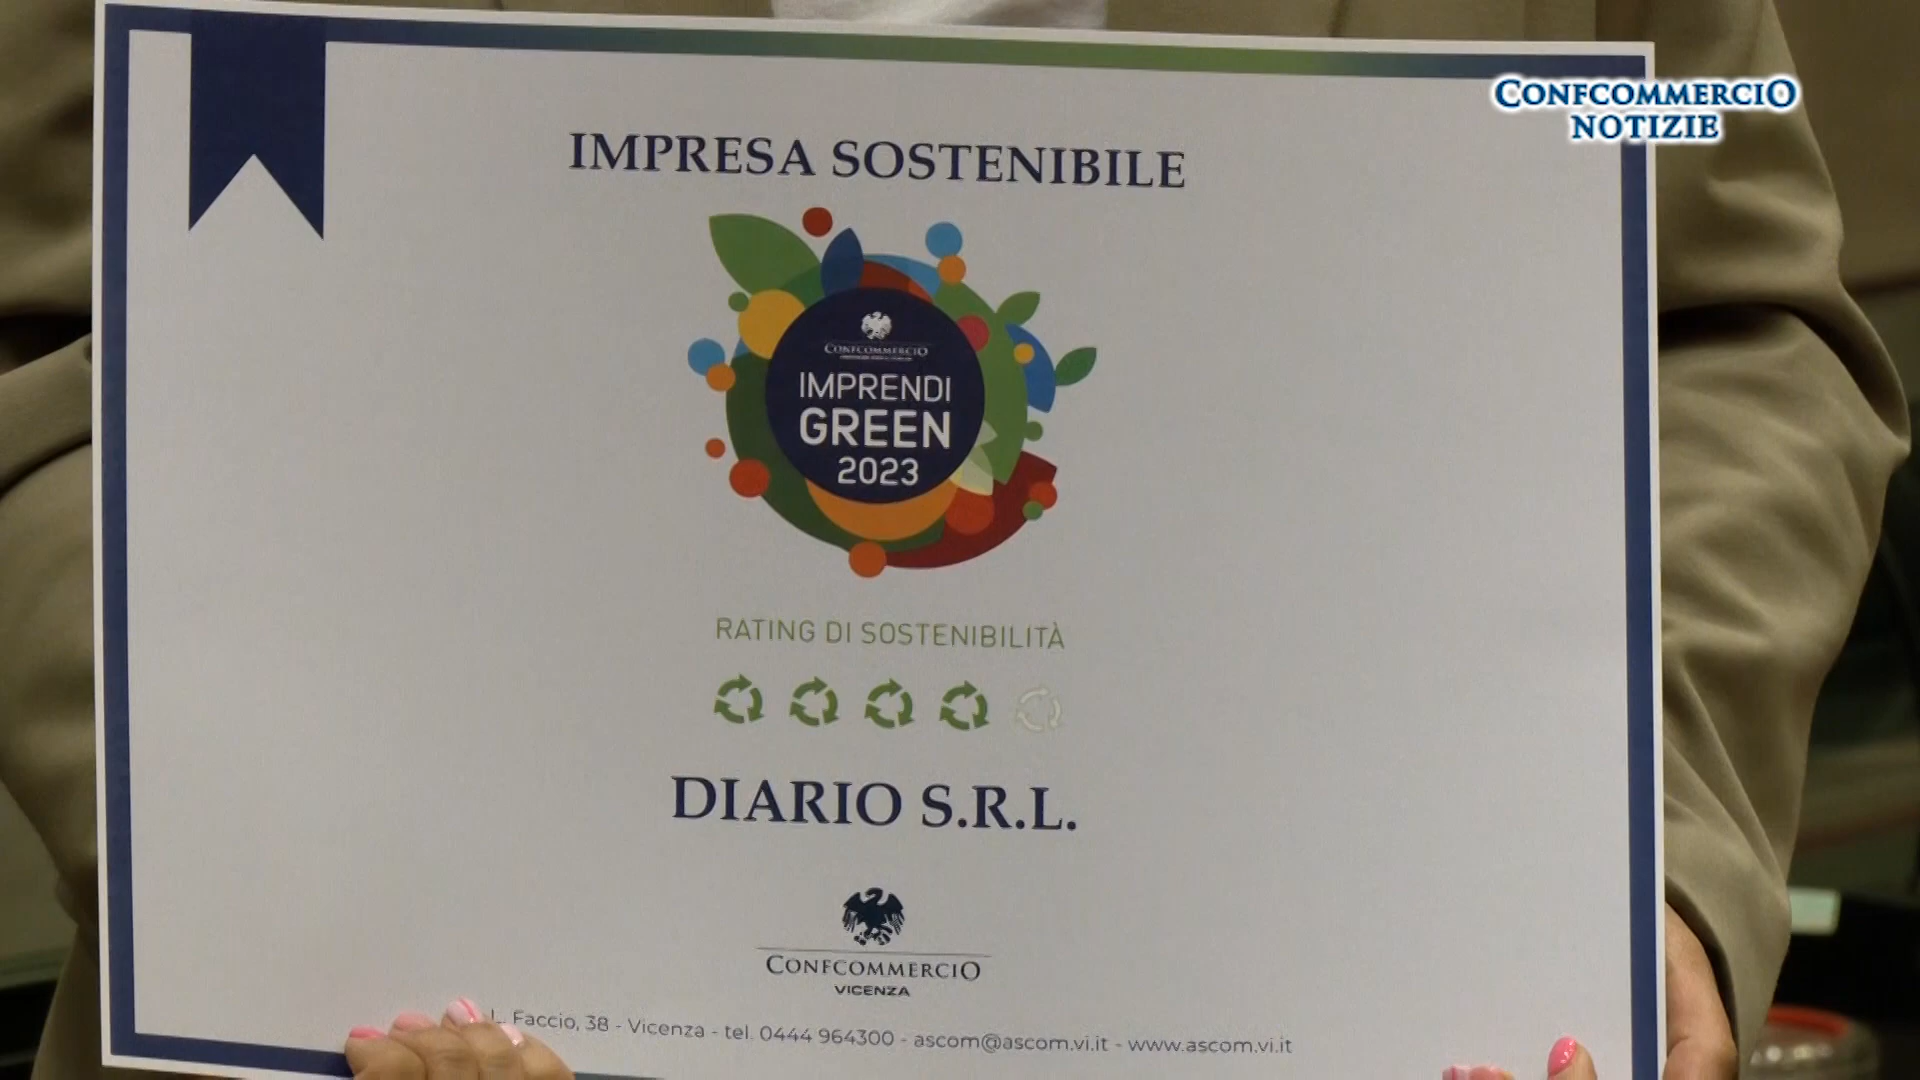 CONFCOMMERCIO
NOTIZIE
IMPRESA SOSTENIBILE
CONFCOMMERCIO
IMPRENDI
GREEN
2023
RATING DI SOSTENIBILITÀ
DIARIO S.R.L.
CONFCOMMERCIO
VICENZA
L. Faccio, 38 - Vicenza - tel. 0444 964300 - ascom@ascom.vi.it - www.ascom.vi.it